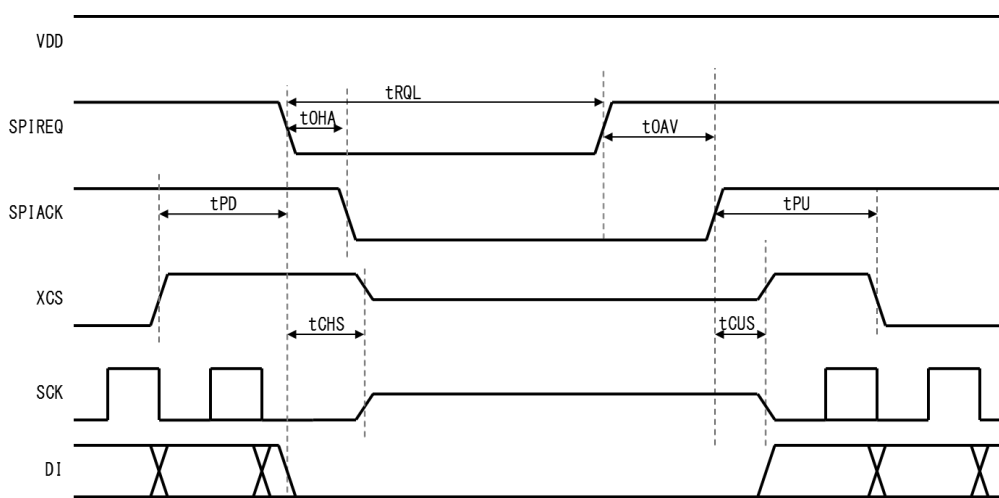 VDD
tRQL
SPIREQ
tOHA
tOAV
SPIACK
tPD
tPU
XCS
tCHS
tCUS
SCK
DI